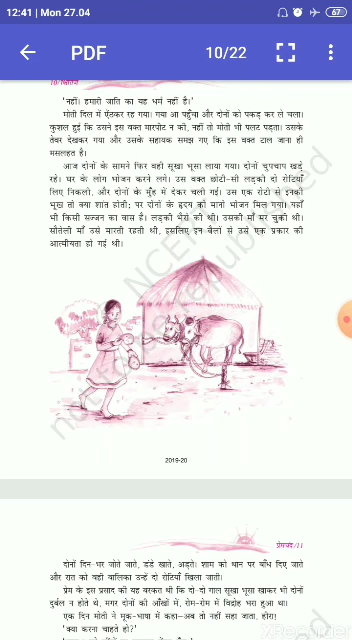 12:41 | Mon 27.04
67
PDF
10/22
10/क्षितिज
'नहीं। हमारी जाति का यह धर्म नहीं है।'
मोती दिल में ऐंठकर रह गया। गया आ पहुँचा और दोनों को पकड़ कर ले चला।
कुशल हुई कि उसने इस वक्त मारपीट न की, नहीं तो मोती भी पलट पड़ता। उसके
तेवर देखकर गया और उसके सहायक समझ गए कि इस वक्त टाल जाना ही
मसलहत है।
आज दोनों के सामने फिर वही सूखा भूसा लाया गया। दोनों चुपचाप खड़े
रहे। घर के लोग भोजन करने लगे। उस वक्त छोटी-सी लड़की दो रोटियाँ
लिए निकली, और दोनों के मुँह में देकर चली गई। उस एक रोटी से इनकी
भूख तो क्या शांत होती; पर दोनों के हृदय को मानो भोजन मिल गया। यहाँ
भी किसी सज्जन का वास है। लड़की भैरो की थी। उसकी माँ मर चुकी थी।
सौतेली माँ उसे मारती रहती थी, इसलिए इन बैलों से उसे एक प्रकार की
आत्मीयता हो गई थी।
2019-20
प्रेमचंद/11
दोनों दिन-भर जोते जाते, डंडे खाते, अड़ते। शाम को थान पर बाँध दिए जाते
और रात को वही बालिका उन्हें दो रोटियाँ खिला जाती।
प्रेम के इस प्रसाद की यह बरकत थी कि दो-दो गाल सूखा भूसा खाकर भी दोनों
दुर्बल न होते थे, मगर दोनों की आँखों में, रोम-रोम में विद्रोह भरा हुआ था।
एक दिन मोती ने मूक-भाषा में कहा-अब तो नहीं सहा जाता, हीरा!
'क्या करना चाहते हो?'